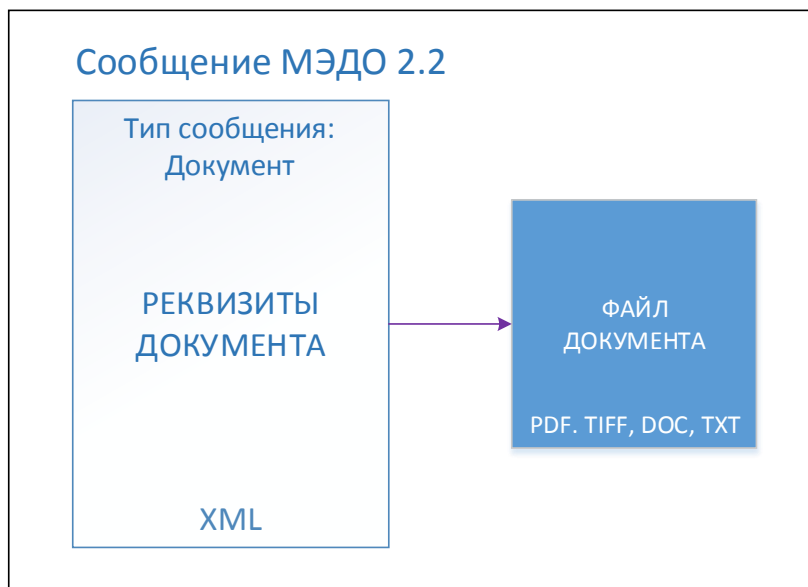 Сообщение МЭДО 2.2
Тип сообщения:
Документ
РЕКВИЗИТЫ
ДОКУМЕНТА
XML
ФАЙЛ
ДОКУМЕНТА
PDF. TIFF, DOC, TXT